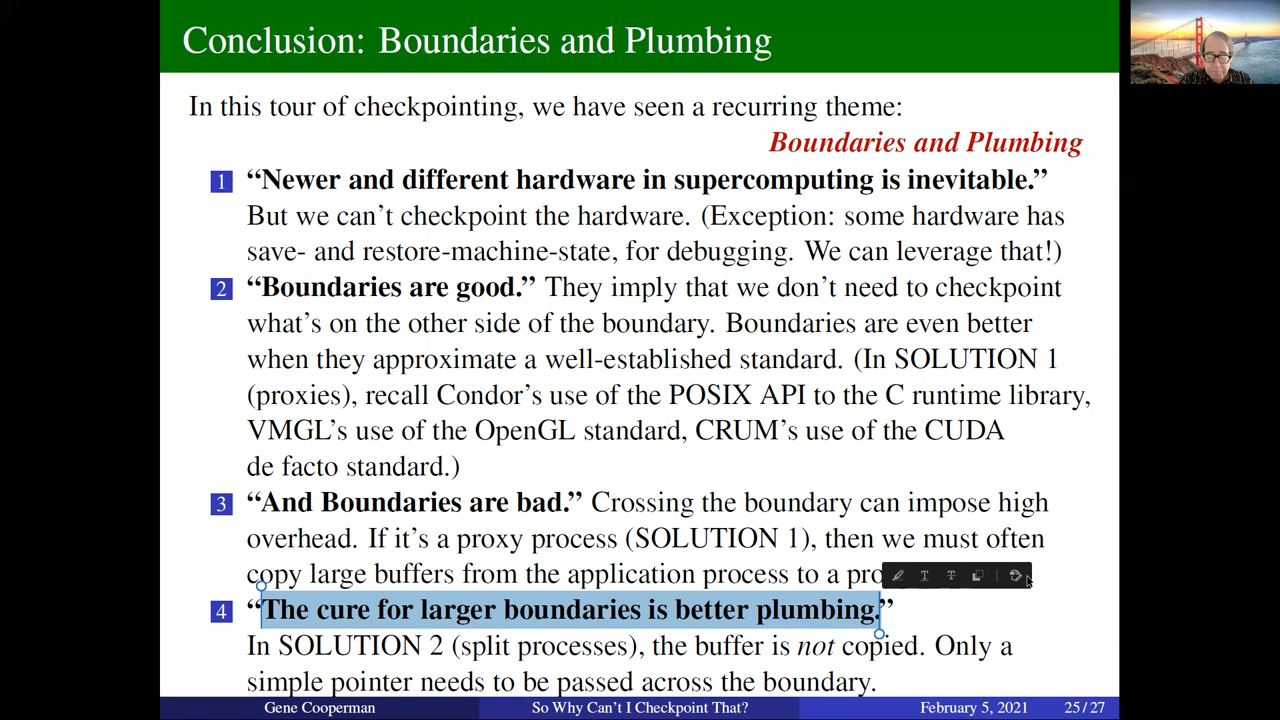 Conclusion: Boundaries and Plumbing
In this tour of checkpointing, we have seen a recurring theme:
Boundaries and Plumbing
1 “Newer and different hardware in supercomputing is inevitable.”
But we can’t checkpoint the hardware. (Exception: some hardware has
save- and restore-machine-state, for debugging. We can leverage that!)
2 “Boundaries are good.” They imply that we don’t need to checkpoint
what’s on the other side of the boundary. Boundaries are even better
when they approximate a well-established standard. (In SOLUTION 1
(proxies), recall Condor’s use of the POSIX API to the C runtime library,
VMGL’s use of the OpenGL standard, CRUM’s use of the CUDA
de facto standard.)
3 “And Boundaries are bad.” Crossing the boundary can impose high
overhead. If it’s a proxy process (SOLUTION 1), then we must often
copy large buffers from the application process to a
4 “The cure for larger boundaries is better plumbing.”
In SOLUTION 2 (split processes), the buffer is not copied. Only a
simple pointer needs to be passed across the boundary.
Gene Cooperman So Why Can’t I Checkpoint That? February 5, 2021 25 / 27